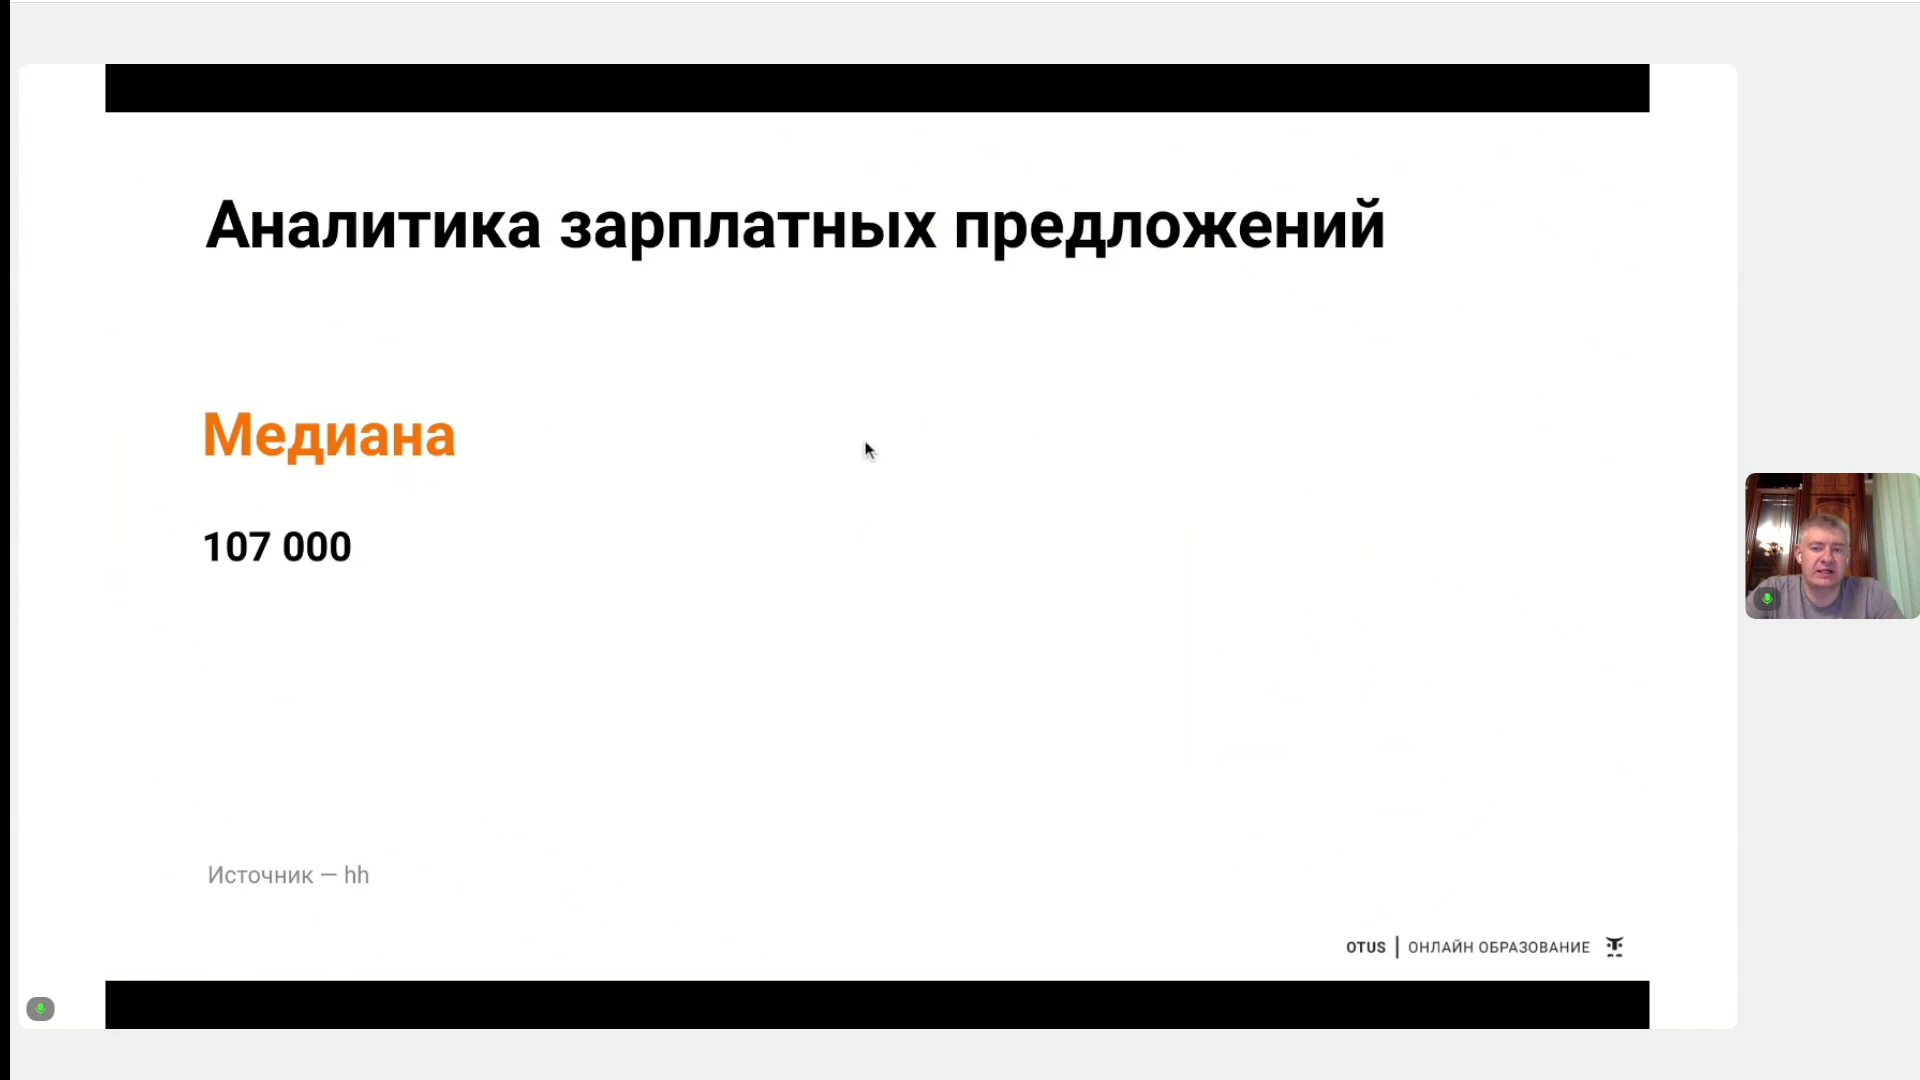 Аналитика зарплатных предложений
Медиана
107 000
Источник — hh
OTUS | ОНЛАЙН ОБРАЗОВАНИЕ